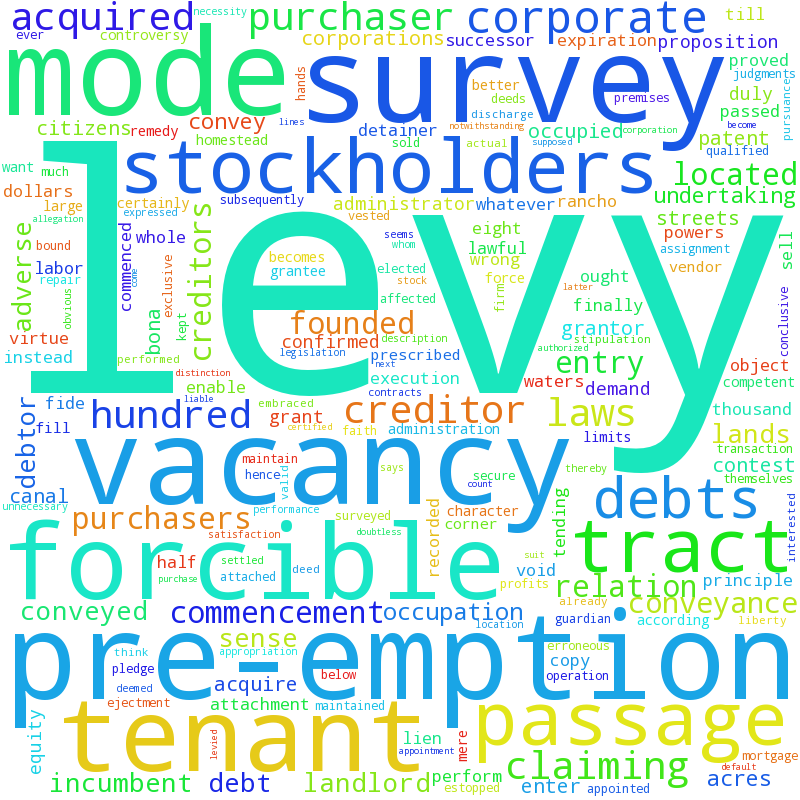 necessity
acquired
purchaser
corporate
till
ever
controversy
corporations
successor
expiration
proposition
mode
survey
better
hands
proved
judgments
deeds
premises
duly
pursuance
citizens
convey
lines
discharge
notwithstanding
detainer
occupied
corporation
passed
become
remedy
homestead
sold
actual
supposed
patent
qualified
want
much
stockholders
located
dollars
certainly
subsequently
administrator
whatever
rancho
undertaking
large
expressed
vested
allegation
levy
adverse
commenced
whole
creditors
seems
whom
eight
lawful
wrong
streets
powers
assignment
sell
bound
becomes
grantee
elected
stock
force
ought
vendor
labor
repair
come
exclusive
affected
firm
latter
finally
conclusive
obvious
kept
bona
founded
description
authorized
stipulation
grantor
virtue
confirmed
instead
performed
legislation
prescribed
next
entry
object
distinction
enable
execution
waters
demand
competent
fide
liable
embraced
contracts
hundred
grant
creditor
laws
thousand
fill
certified
faith
administration
limits
lands
transaction
debtor
vacancy
maintain
hence
valid
says
count
secure
thereby
contest
themselves
canal
debts
unnecessary
performance
character
purchasers
surveyed
corner
recorded
tending
satisfaction
doubtless
forcible
half
settled
suit
tract
interested
purchase
attached
deed
profits
void
principle
relation
conveyed
commencement
occupation
already
conveyance
location
guardian
according
liberty
sense
pre-emption
think
appropriation
erroneous
copy
pledge
below
operation
deemed
acquire
ejectment
attachment
maintained
tenant
passage
equity
levied
lien
mere
appointment
claiming
mortgage
default
incumbent
debt
landlord
perform
estopped
enter
appointed
acres